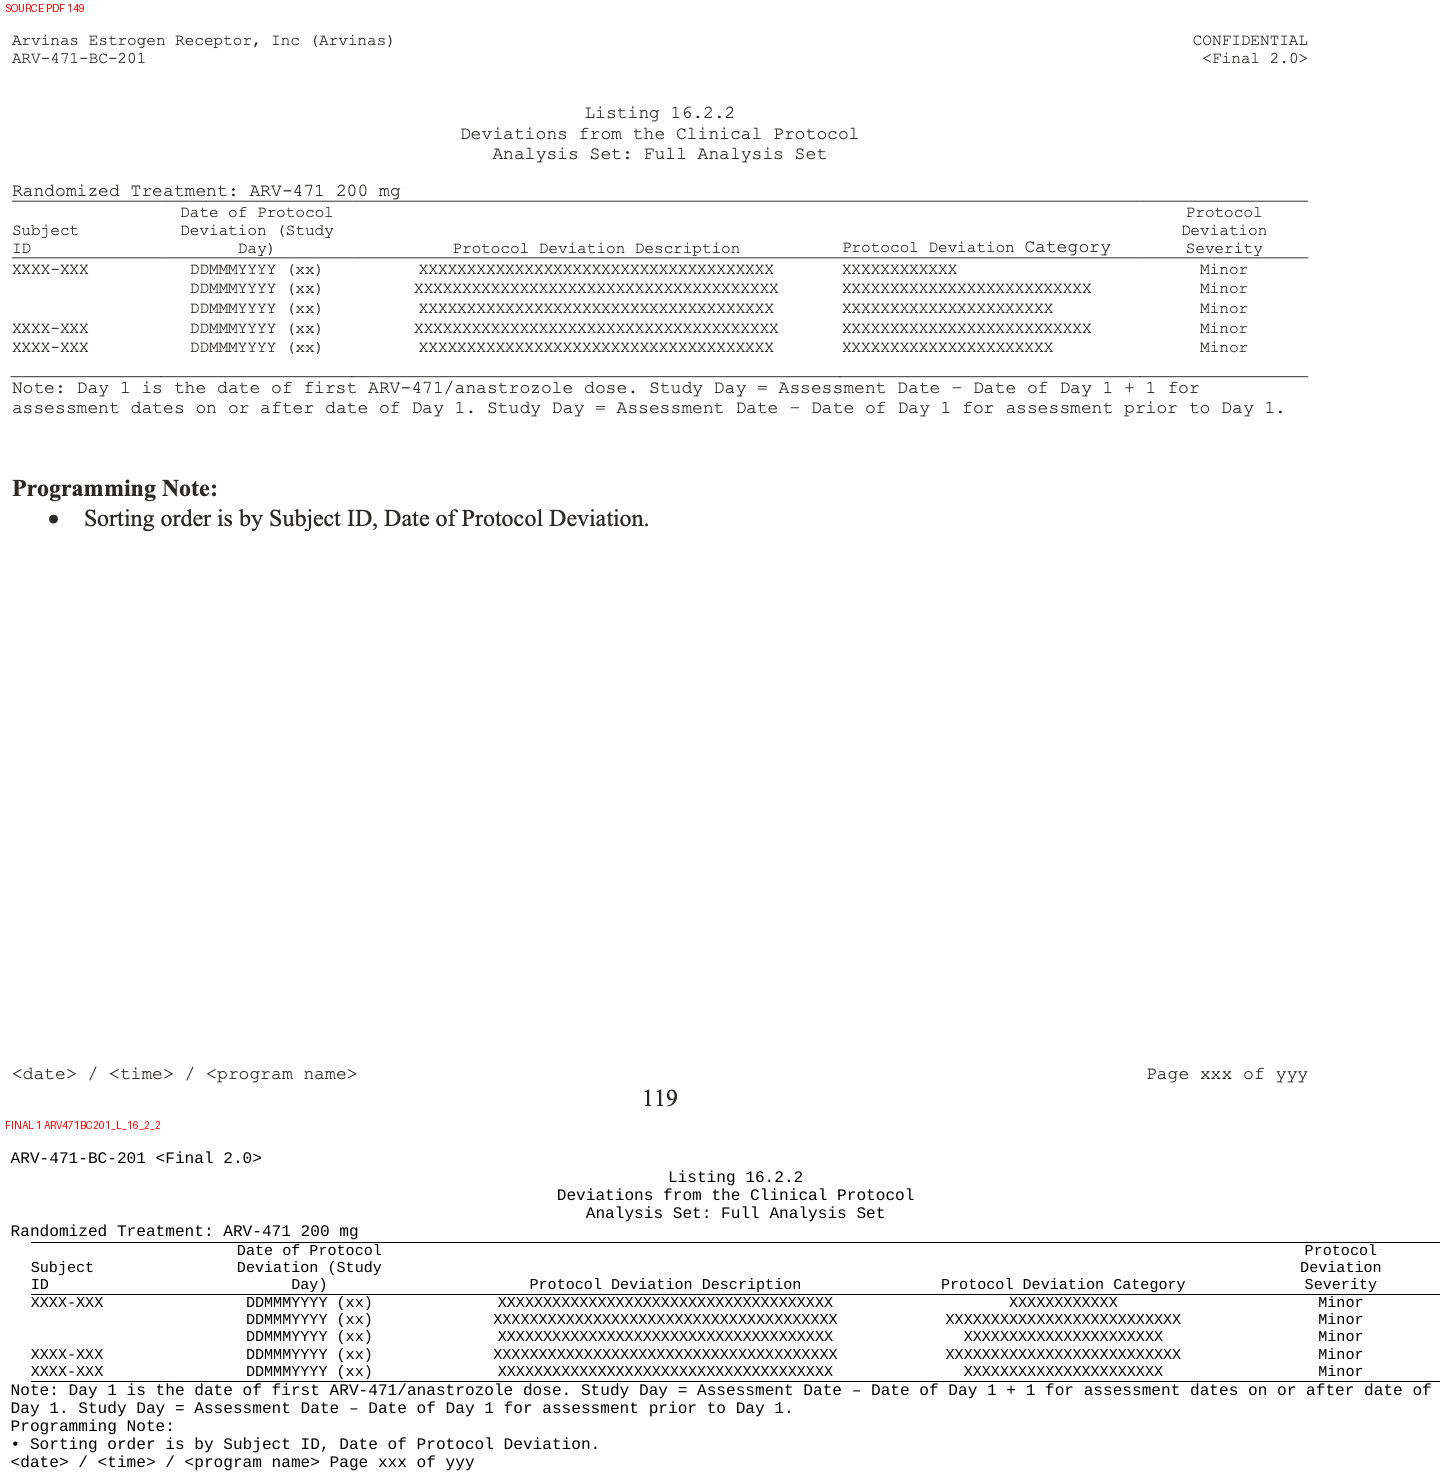 SOURCE PDF 149
Arvinas Estrogen Receptor, Inc (Arvinas) CONFIDENTIAL
ARV-471-BC-201 <Final 2.0>
Listing 16.2.2
Deviations from the Clinical Protocol
Analysis Set: Full Analysis Set
Randomized Treatment: ARV-471 200 mg
Date of Protocol Protocol
Subject Deviation (Study Deviation
ID Day) Protocol Deviation Description Protocol Deviation Category Severity
XXXX-XXX DDMMMYYYY (xx) XXXXXXXXXXXXXXXXXXXXXXXXXXXXXXXXXXXXX XXXXXXXXXXXX Minor
DDMMMYYYY (xx) XXXXXXXXXXXXXXXXXXXXXXXXXXXXXXXXXXXXXX XXXXXXXXXXXXXXXXXXXXXXXXXX Minor
DDMMMYYYY (xx) XXXXXXXXXXXXXXXXXXXXXXXXXXXXXXXXXXXXX XXXXXXXXXXXXXXXXXXXXXX Minor
XXXX-XXX DDMMMYYYY (xx) XXXXXXXXXXXXXXXXXXXXXXXXXXXXXXXXXXXXXX XXXXXXXXXXXXXXXXXXXXXXXXXX Minor
XXXX-XXX DDMMMYYYY (xx) XXXXXXXXXXXXXXXXXXXXXXXXXXXXXXXXXXXXX XXXXXXXXXXXXXXXXXXXXXX Minor
Note: Day 1 is the date of first ARV-471/anastrozole dose. Study Day = Assessment Date – Date of Day 1 + 1 for
assessment dates on or after date of Day 1. Study Day = Assessment Date – Date of Day 1 for assessment prior to Day 1.
Programming Note:
• Sorting order is by Subject ID, Date of Protocol Deviation.
<date> / <time> / <program name> Page xxx of yyy
119
FINAL 1 ARV471BC201_L_16_2_2
ARV-471-BC-201 <Final 2.0>
Listing 16.2.2
Deviations from the Clinical Protocol
Analysis Set: Full Analysis Set
Randomized Treatment: ARV-471 200 mg
Date of Protocol Protocol
Subject Deviation (Study Deviation
ID Day) Protocol Deviation Description Protocol Deviation Category Severity
XXXX-XXX DDMMMYYYY (xx) XXXXXXXXXXXXXXXXXXXXXXXXXXXXXXXXXXXXX XXXXXXXXXXXX Minor
DDMMMYYYY (xx) XXXXXXXXXXXXXXXXXXXXXXXXXXXXXXXXXXXXXX XXXXXXXXXXXXXXXXXXXXXXXXXX Minor
DDMMMYYYY (xx) XXXXXXXXXXXXXXXXXXXXXXXXXXXXXXXXXXXXX XXXXXXXXXXXXXXXXXXXXXX Minor
XXXX-XXX DDMMMYYYY (xx) XXXXXXXXXXXXXXXXXXXXXXXXXXXXXXXXXXXXXX XXXXXXXXXXXXXXXXXXXXXXXXXX Minor
XXXX-XXX DDMMMYYYY (xx) XXXXXXXXXXXXXXXXXXXXXXXXXXXXXXXXXXXXX XXXXXXXXXXXXXXXXXXXXXX Minor
Note: Day 1 is the date of first ARV-471/anastrozole dose. Study Day = Assessment Date – Date of Day 1 + 1 for assessment dates on or after date of
Day 1. Study Day = Assessment Date – Date of Day 1 for assessment prior to Day 1.
Programming Note:
• Sorting order is by Subject ID, Date of Protocol Deviation.
<date> / <time> / <program name> Page xxx of yyy